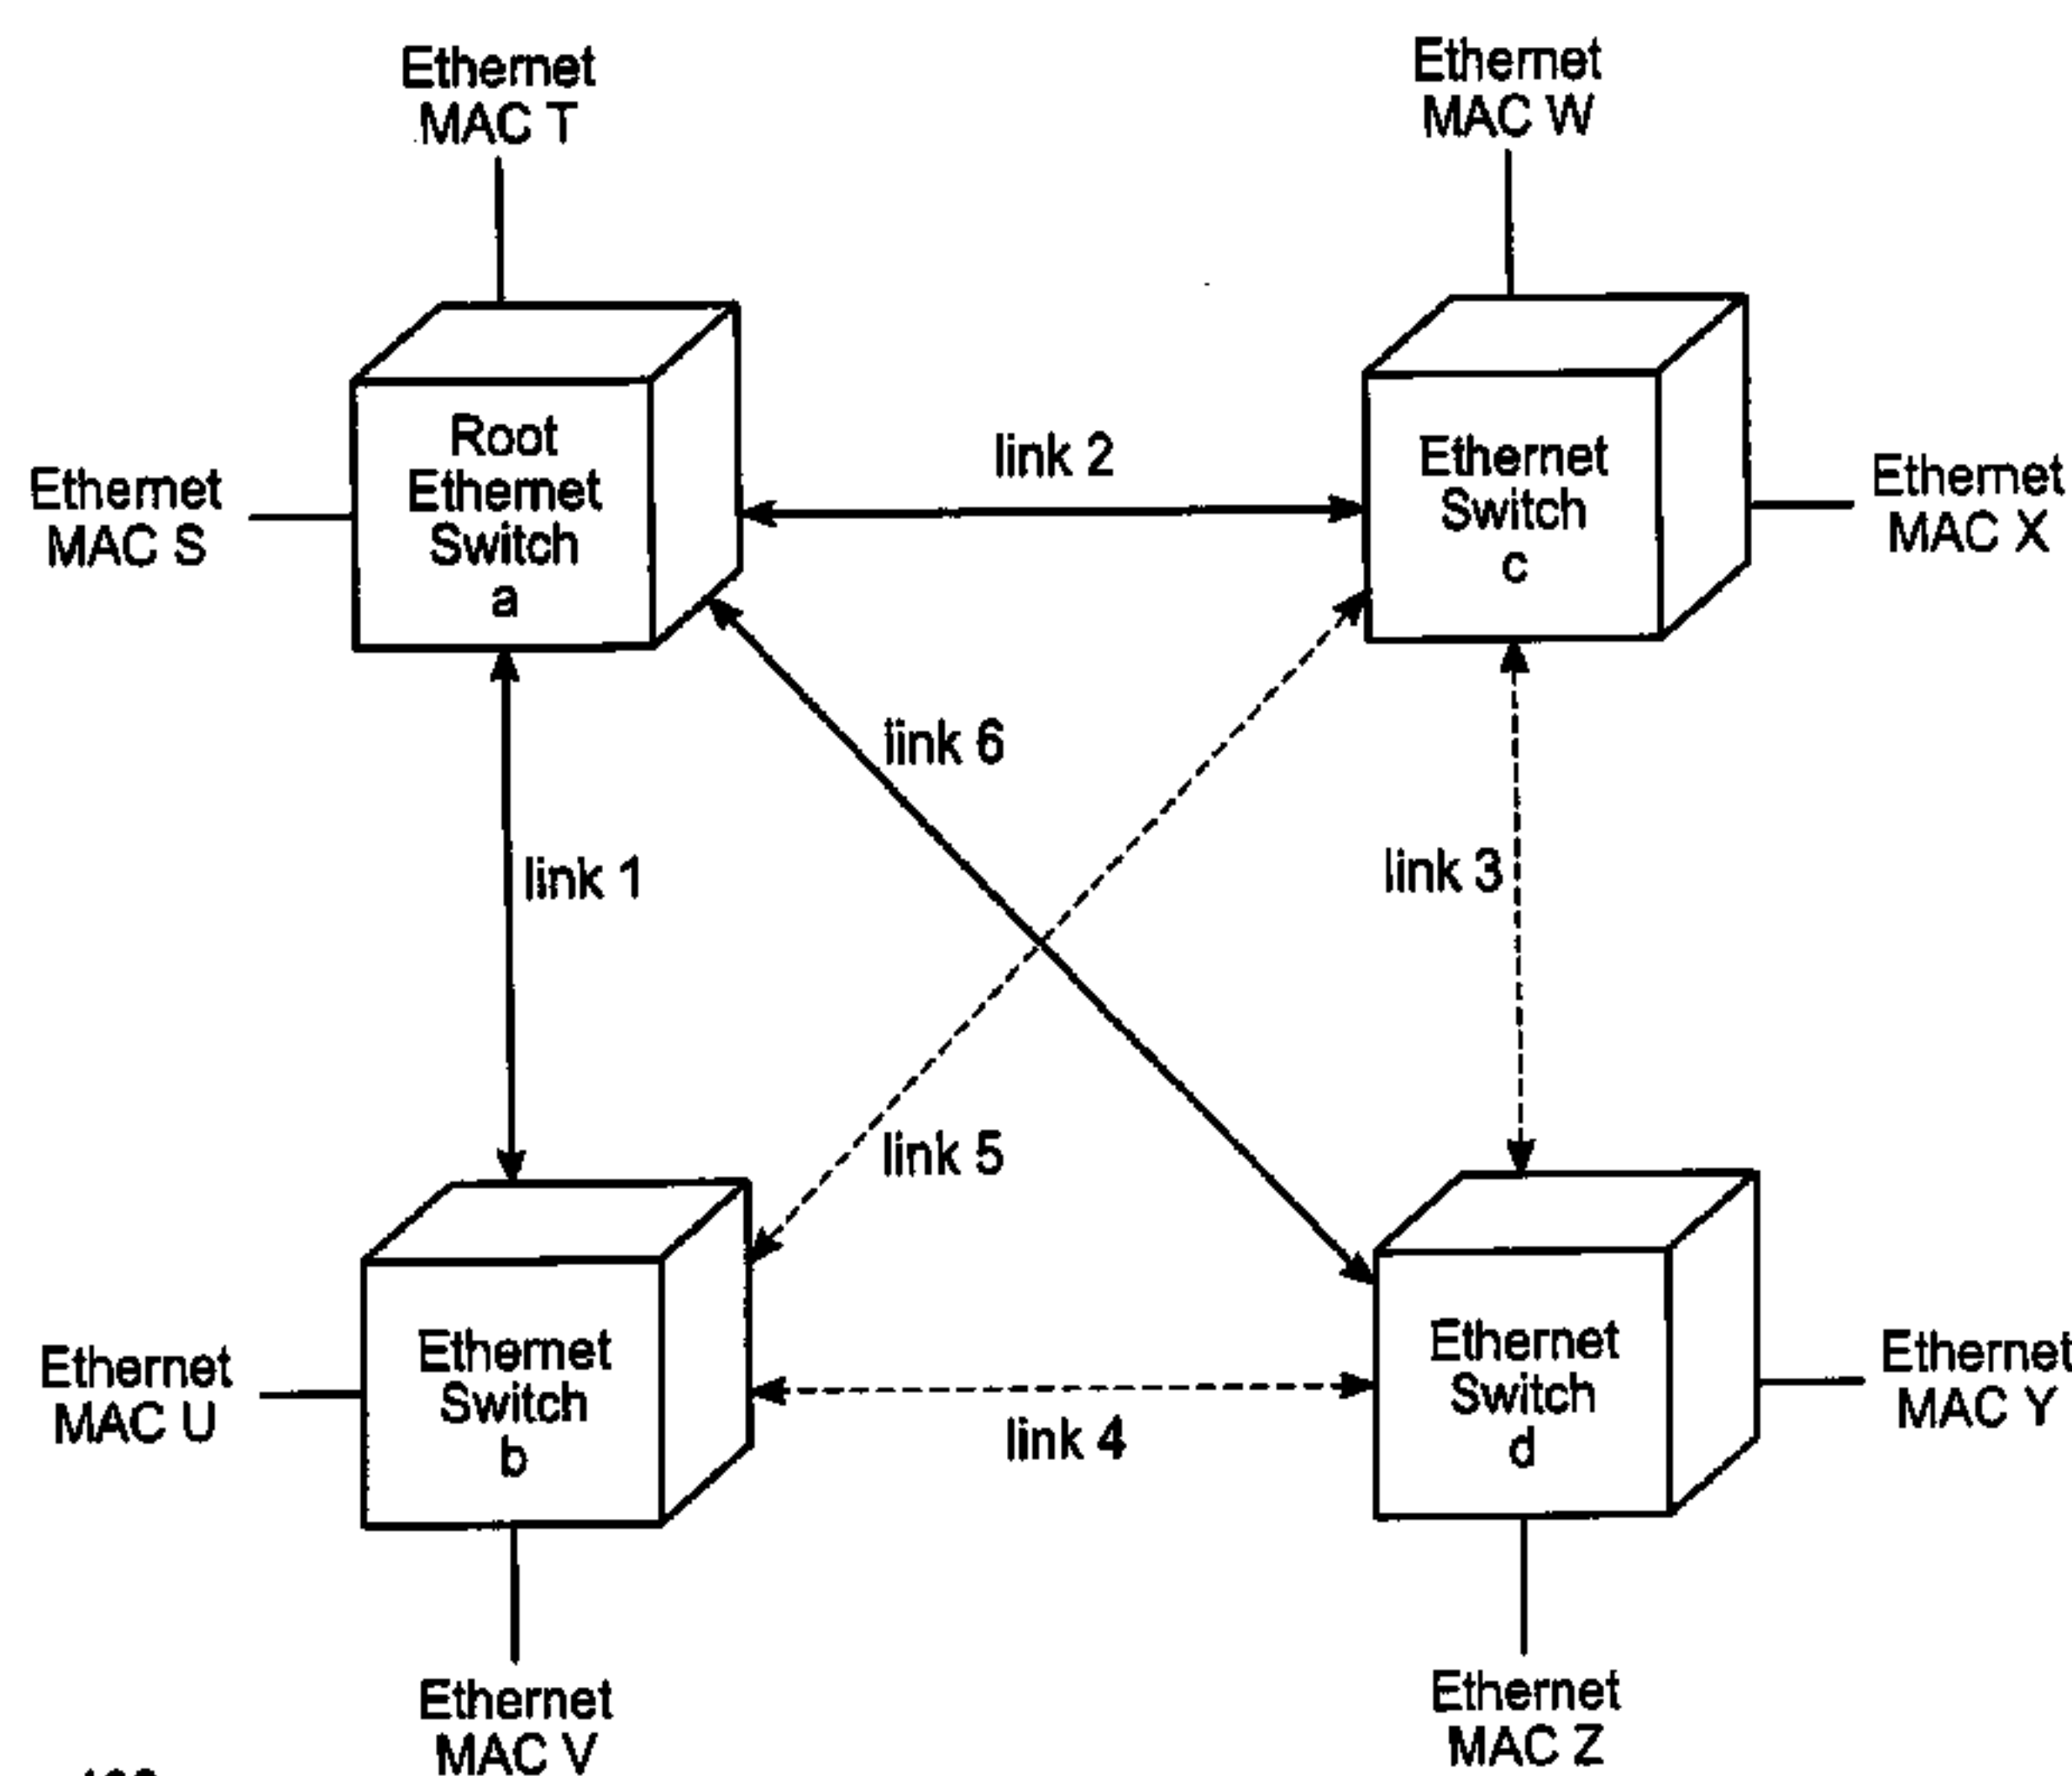 Ethernet
MAC T
Ethernet
MAC W
Root
Ethernet
Switch
a
Ethernet
MAC S
link 2
Ethernet
Switch
c
Ethernet
MAC X
link 6
link 1
link 3
link 5
Ethernet
Switch
b
Ethernet
MAC U
link 4
Ethernet
Switch
d
Ethernet
MAC Y
Ethernet
MAC V
Ethernet
MAC Z